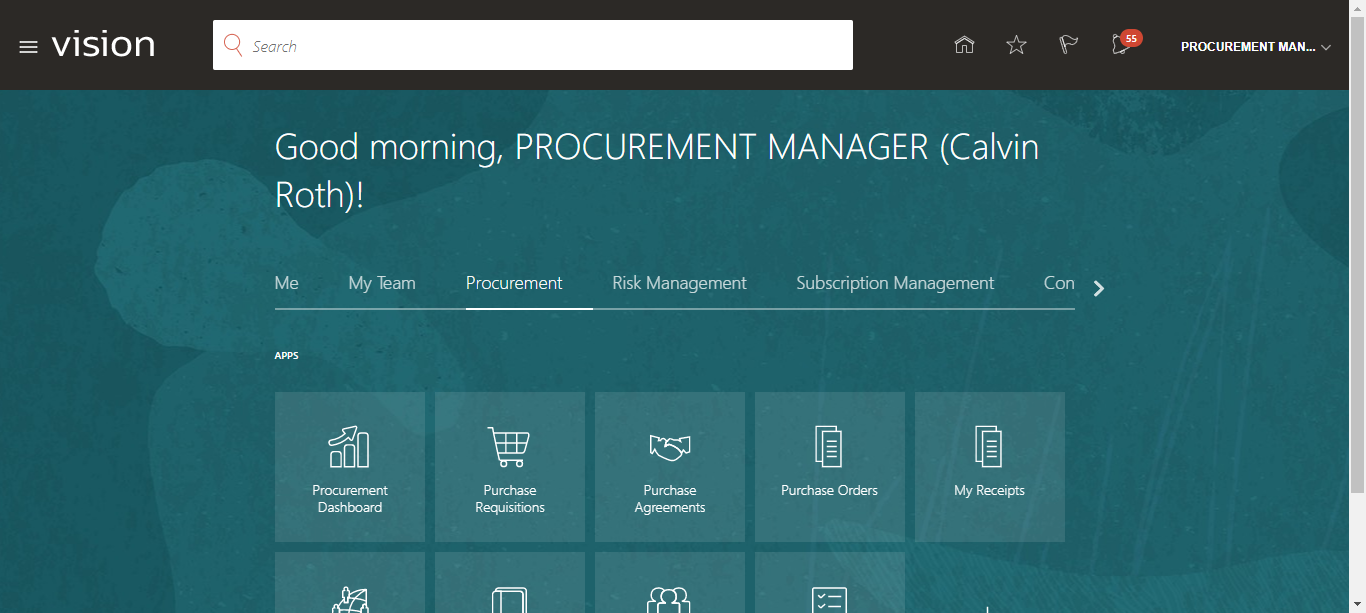 vision
Search
55
PROCUREMENT MAN...
Good morning, PROCUREMENT MANAGER (Calvin
Roth)!
Me
My Team
Procurement
Risk Management
Subscription Management
Con
APPS
Procurement
Dashboard
Purchase
Requisitions
Purchase
Agreements
Purchase Orders
My Receipts